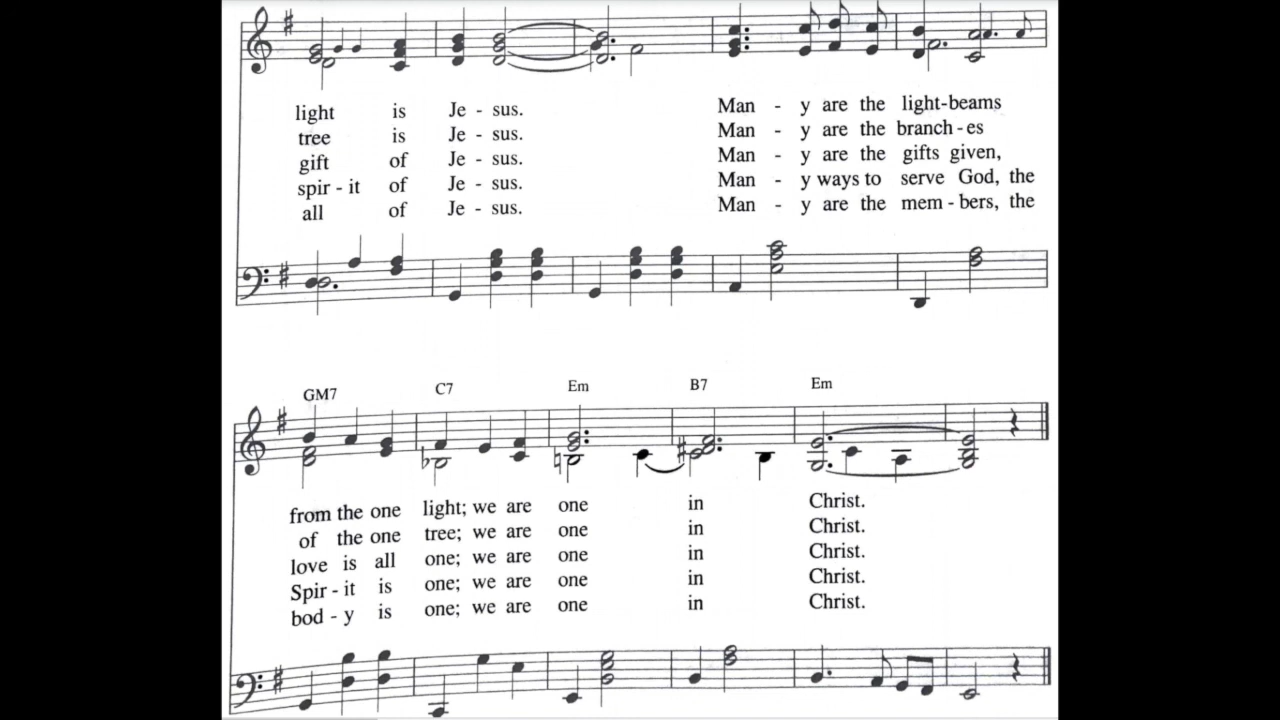 light is Je - sus. Man - y are the light-beams
tree is Je - sus. Man - y are the branch - es
gift of Je - sus. Man - y are the gifts given,
spir - it of Je - sus. Man - y ways to serve God, the
all of Je - sus. Man - y are the mem - bers, the
GM7 C7 Em B7 Em
from the one light; we are one in Christ.
of the one tree; we are one in Christ.
love is all one; we are one in Christ.
Spir - it is one; we are one in Christ.
bod - y is one; we are one in Christ.